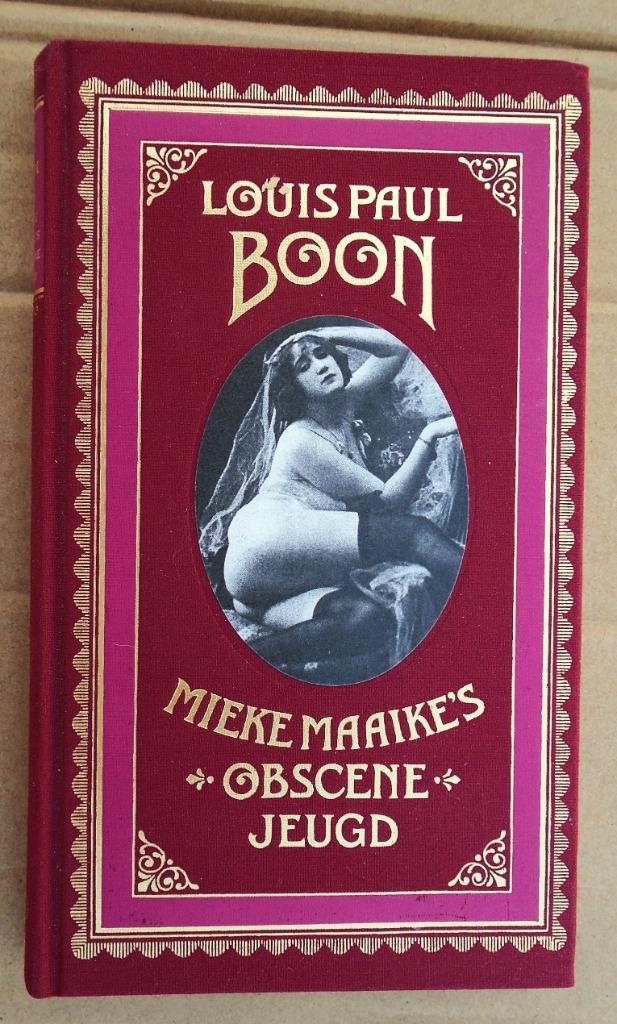 LOUIS PAUL
BOON
MIEKE MAAIKE'S
OBSCENE
JEUGD